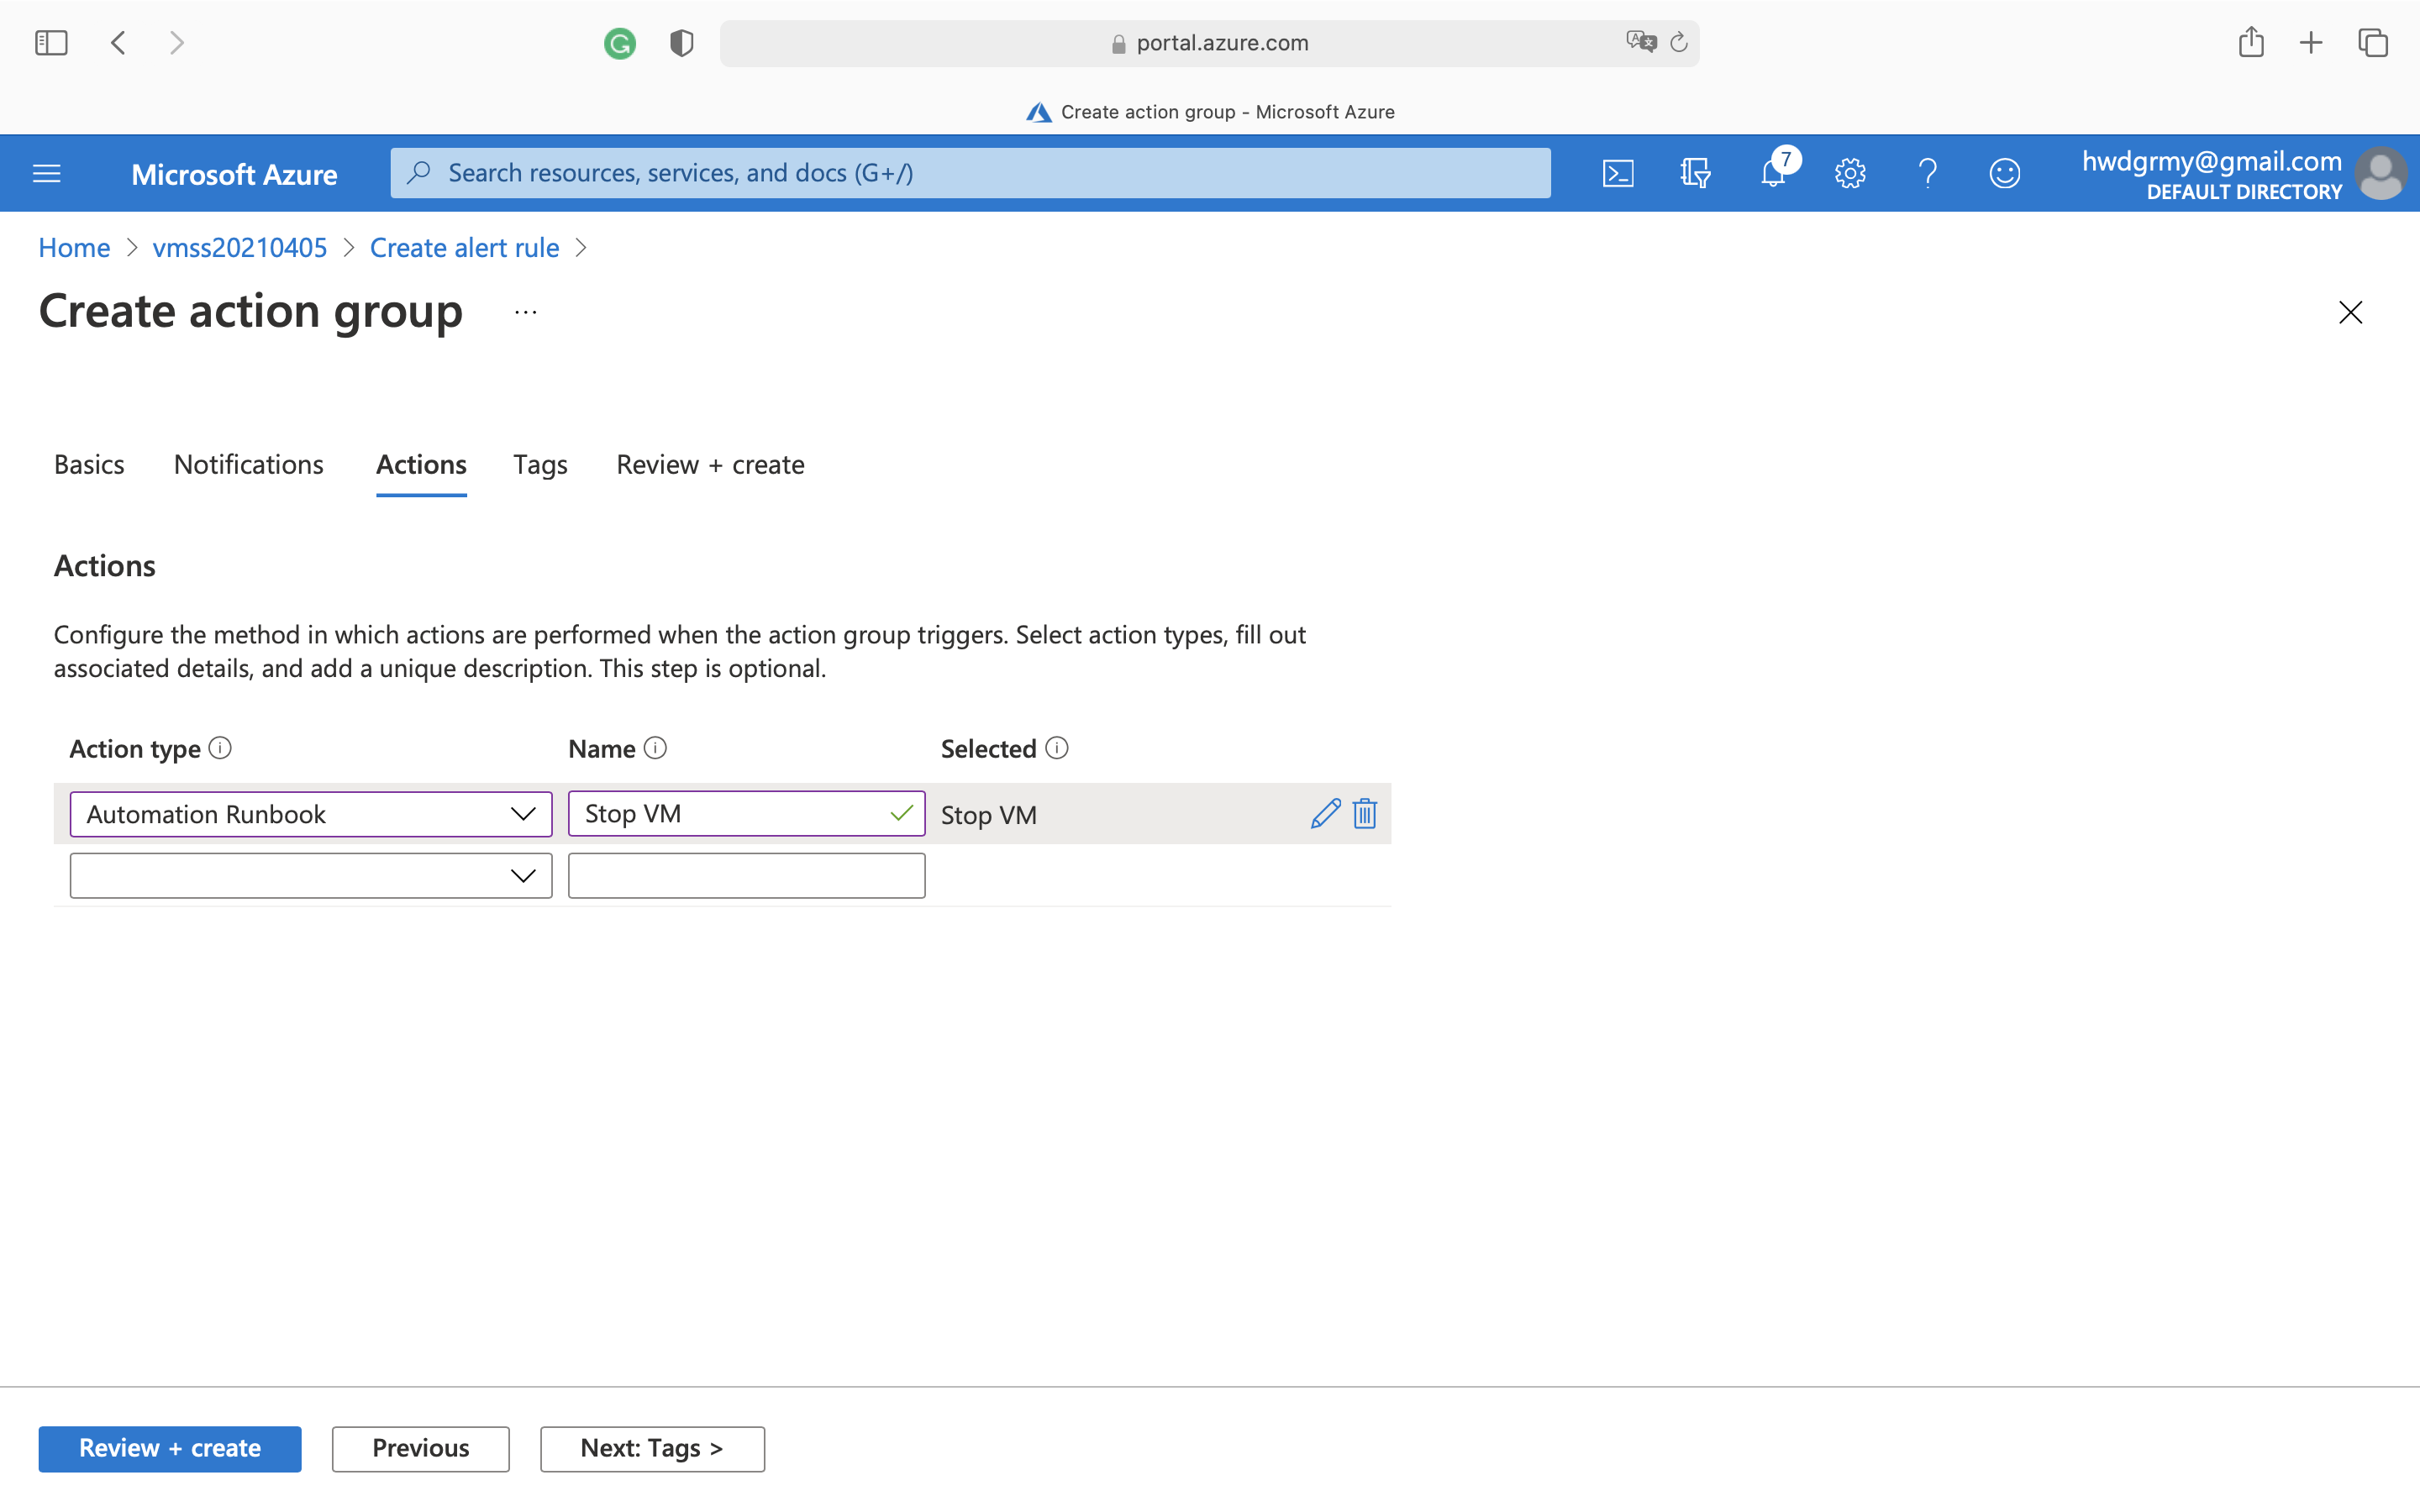 portal.azure.com
Create action group - Microsoft Azure
Microsoft Azure
Search resources, services, and docs (G+/)
7
hwdgrmy@gmail.com
DEFAULT DIRECTORY
Home > vmss20210405 > Create alert rule >
Create action group ...
Basics Notifications Actions Tags Review + create
Actions
Configure the method in which actions are performed when the action group triggers. Select action types, fill out
associated details, and add a unique description. This step is optional.
Action type Name Selected
Automation Runbook Stop VM Stop VM
Review + create Previous Next: Tags >